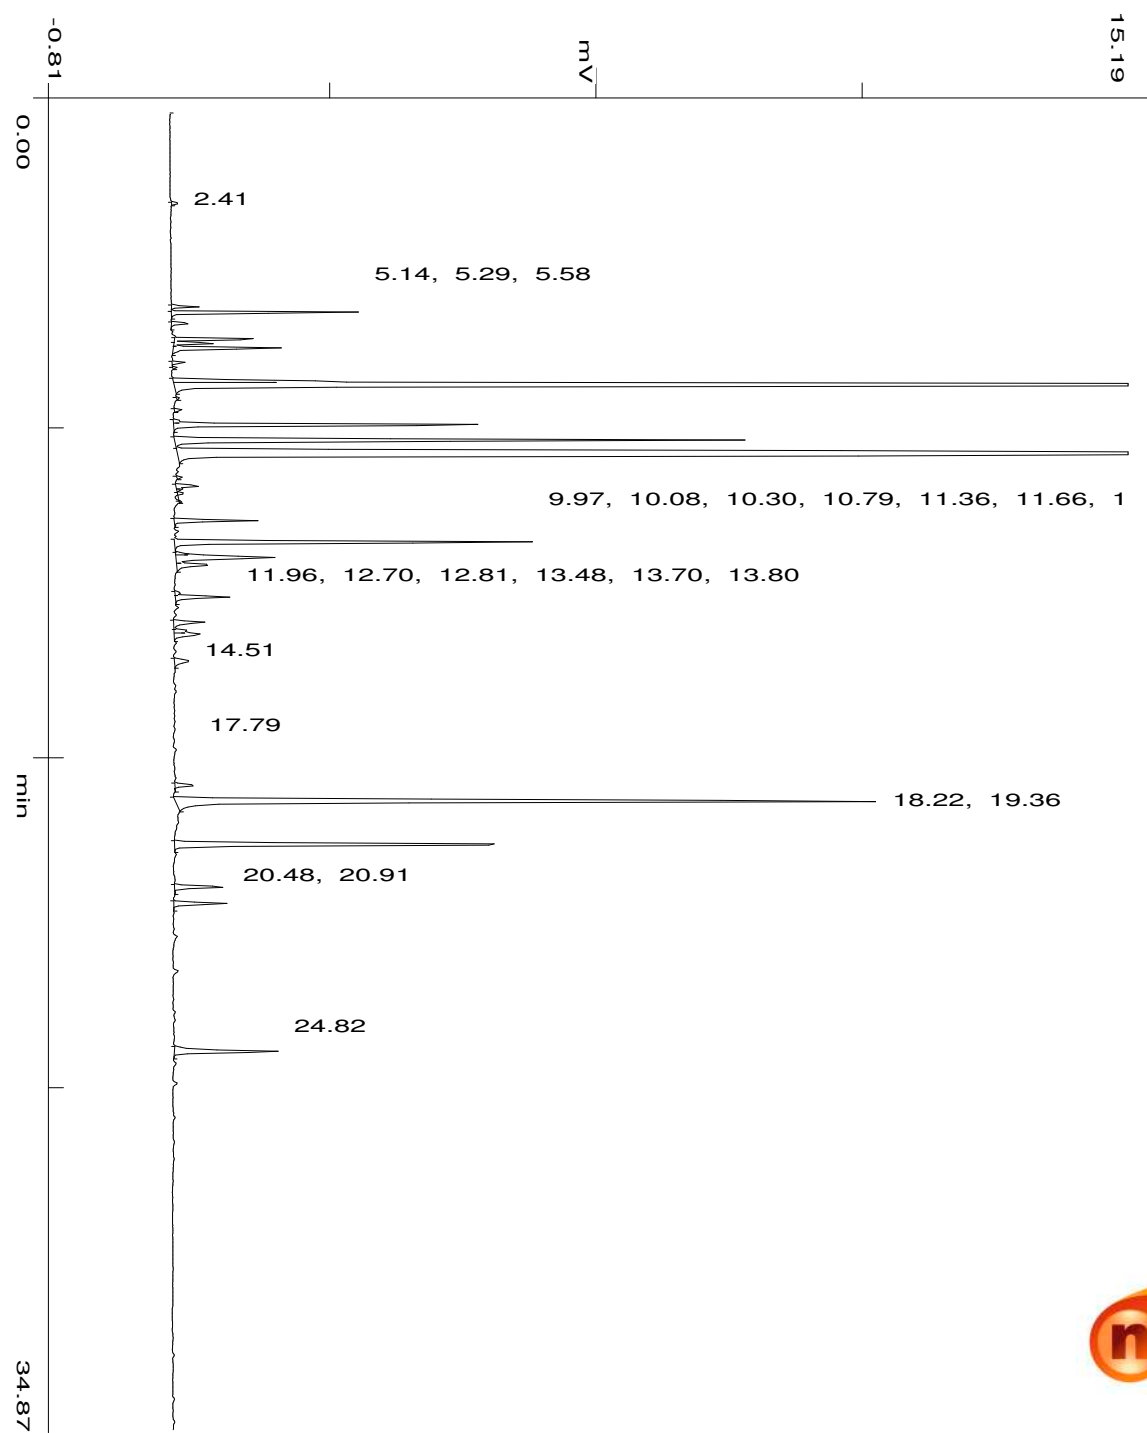 15.19
mV
-0.81
0.00
2.41
5.14, 5.29, 5.58
9.97, 10.08, 10.30, 10.79, 11.36, 11.66, 1
11.96, 12.70, 12.81, 13.48, 13.70, 13.80
14.51
17.79
min
18.22, 19.36
20.48, 20.91
24.82
n
34.87